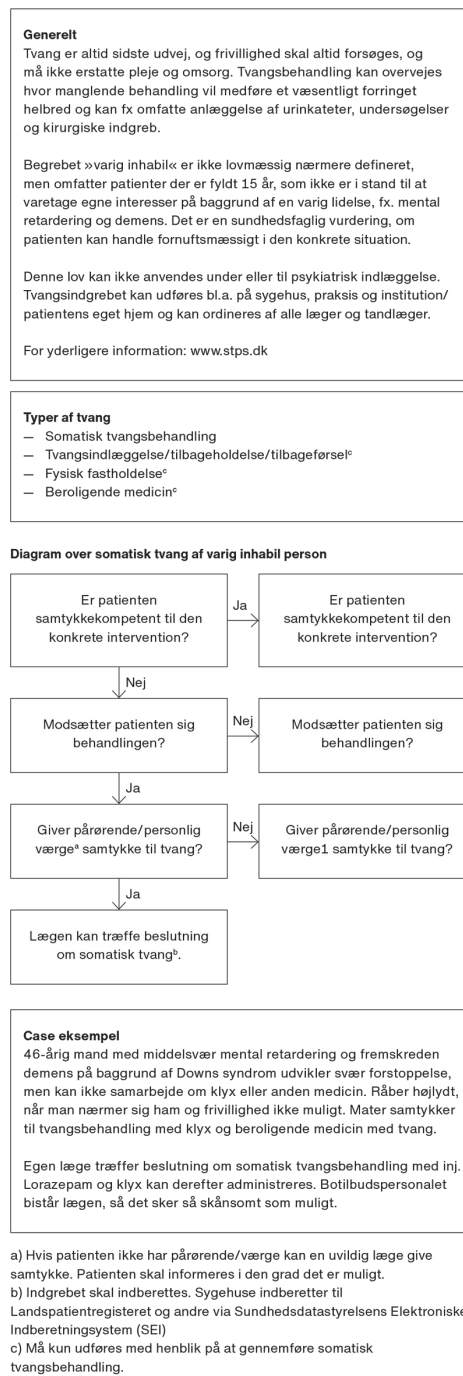 Generelt
Tvang er altid sidste udvej, og frivillighed skal altid forsøges, og
må ikke erstatte pleje og omsorg. Tvangsbehandling kan overvejes
hvor manglende behandling vil medføre et væsentligt forringet
helbred og kan fx omfatte anlæggelse af urinkateter, undersøgelser
og kirurgiske indgreb.
Begrebet »varig inhabil« er ikke lovmæssig nærmere defineret,
men omfatter patienter der er fyldt 15 år, som ikke er i stand til at
varetage egne interesser på baggrund af en varig lidelse, fx. mental
retardering og demens. Det er en sundhedsfaglig vurdering, om
patienten kan handle fornuftsmæssigt i den konkrete situation.
Denne lov kan ikke anvendes under eller til psykiatrisk indlæggelse.
Tvangsindgrebet kan udføres bl.a. på sygehus, praksis og institution/
patientens eget hjem og kan ordineres af alle læger og tandlæger.
For yderligere information: www.stps.dk
Typer af tvang
— Somatisk tvangsbehandling
— Tvangsindlæggelse/tilbageholdelse/tilbageførselᶜ
— Fysisk fastholdelseᶜ
— Beroligende medicinᶜ
Diagram over somatisk tvang af varig inhabil person
Er patienten
samtykkekompetent til den
konkrete intervention?
Ja
Er patienten
samtykkekompetent til den
konkrete intervention?
Nej
Modsætter patienten sig
behandlingen?
Nej
Modsætter patienten sig
behandlingen?
Ja
Giver pårørende/personlig
værgeᵃ samtykke til tvang?
Nej
Giver pårørende/personlig
værge1 samtykke til tvang?
Ja
Lægen kan træffe beslutning
om somatisk tvangᵇ.
Case eksempel
46-årig mand med middelsvær mental retardering og fremskreden
demens på baggrund af Downs syndrom udvikler svær forstoppelse,
men kan ikke samarbejde om klyx eller anden medicin. Råber højlydt,
når man nærmer sig ham og frivillighed ikke muligt. Mater samtykker
til tvangsbehandling med klyx og beroligende medicin med tvang.
Egen læge træffer beslutning om somatisk tvangsbehandling med inj.
Lorazepam og klyx kan derefter administreres. Botilbudspersonalet
bistår lægen, så det sker så skånsomt som muligt.
a) Hvis patienten ikke har pårørende/værge kan en uvildig læge give
samtykke. Patienten skal informeres i den grad det er muligt.
b) Indgrebet skal indberettes. Sygehuse indberetter til
Landspatientregisteret og andre via Sundhedsdatastyrelsens Elektroniske
Indberetningsystem (SEI)
c) Må kun udføres med henblik på at gennemføre somatisk
tvangsbehandling.